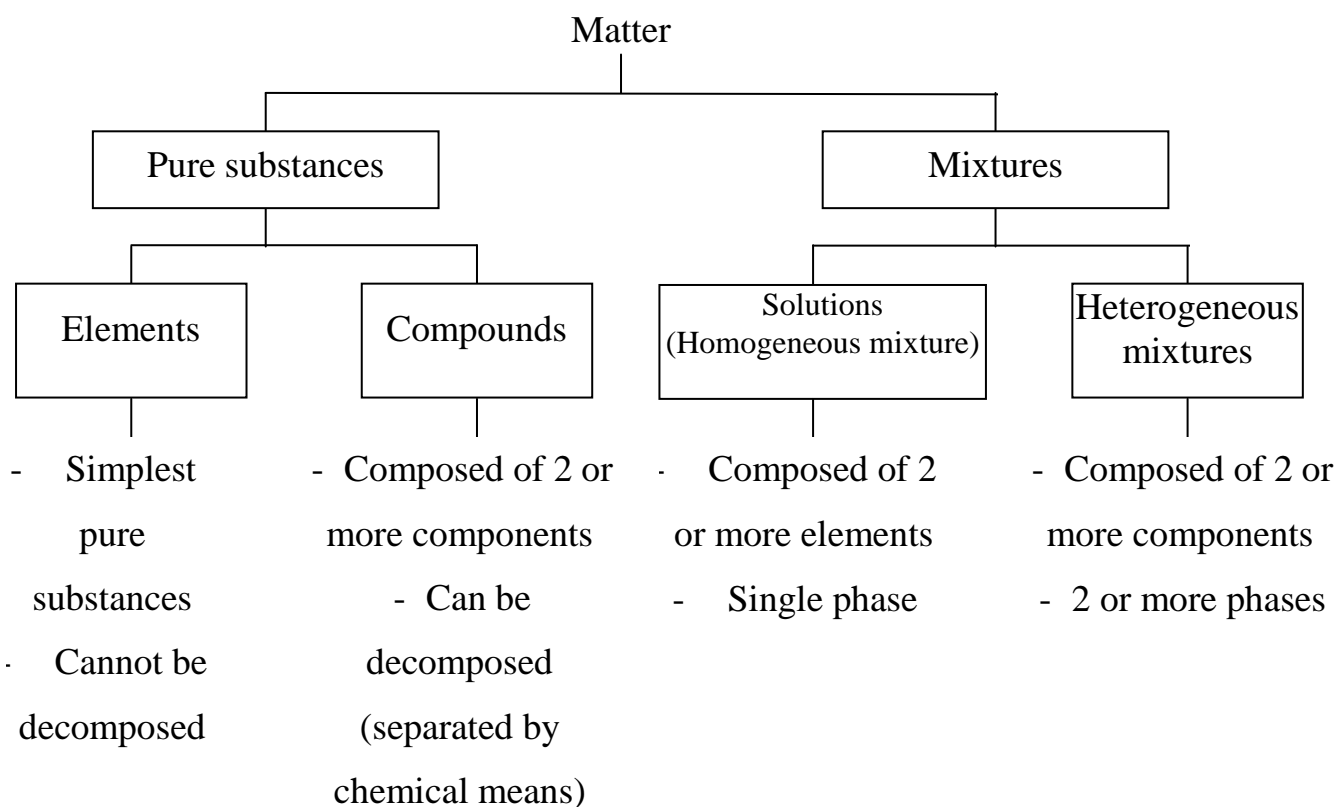 Matter
Pure substances
Mixtures
Elements
Compounds
Solutions
(Homogeneous mixture)
Heterogeneous
mixtures
- Simplest
pure
substances
- Cannot be
decomposed
- Composed of 2 or
more components
- Can be
decomposed
(separated by
chemical means)
- Composed of 2
or more elements
- Single phase
- Composed of 2 or
more components
- 2 or more phases